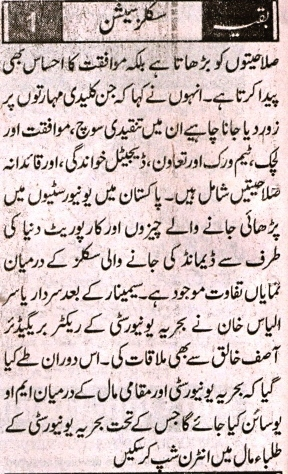 بقیہ سکلز سیشن 1
صلاحیتوں کو بڑھاتا ہے بلکہ موافقت کا احساس بھی
پیدا کرتا ہے۔ انہوں نے کہا کہ جن کلیدی مہارتوں پر
زور دیا جانا چاہیے ان میں تنقیدی سوچ، موافقت اور
لچک، ٹیم ورک اور تعاون، ڈیجیٹل خواندگی، اور قائدانہ
صلاحیتیں شامل ہیں۔ پاکستان میں یونیورسٹیوں میں
پڑھائی جانے والے چیزوں اور کارپوریٹ دنیا کی
طرف سے ڈیمانڈ کی جانے والی سکلز کے درمیان
نمایاں تفاوت موجود ہے۔ سیمینار کے بعد سردار یاسر
الیاس خان نے بحریہ یونیورسٹی کے ریکٹر بریگیڈئر
آصف خالق سے بھی ملاقات کی۔ اس دوران طے کیا
گیا کہ بحریہ یونیورسٹی اور مقامی مال کے درمیان ایم او
یو سائن کیا جائے گا جس کے تحت بحریہ یونیورسٹی کے
طلباء مال میں انٹرن شپ کر سکیں